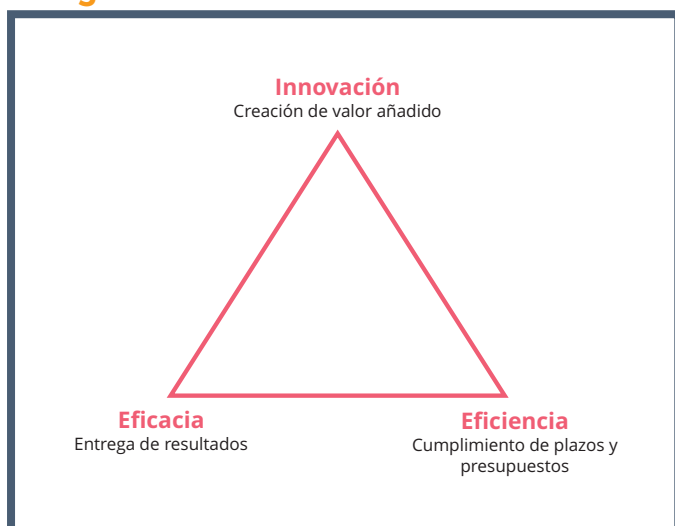 Innovación
Creación de valor añadido
Eficacia
Entrega de resultados
Eficiencia
Cumplimiento de plazos y
presupuestos